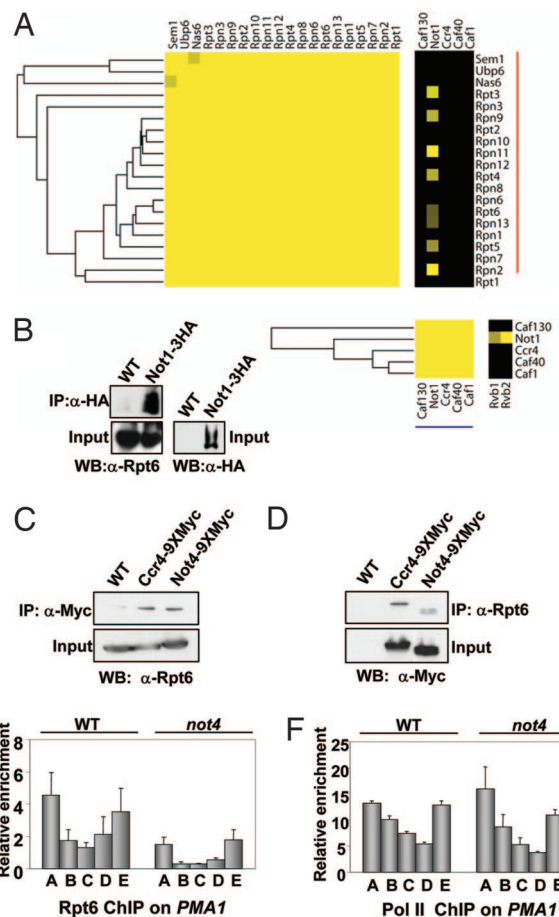 A
Sem1
Ubp6
Nas6
Rpt3
Rpn3
Rpn9
Rpt2
Rpn10
Rpn11
Rpn12
Rpt4
Rpn8
Rpn6
Rpt6
Rpn13
Rpn1
Rpt5
Rpn7
Rpn2
Rpt1
Caf130
Not1
Ccr4
Caf40
Caf1
Sem1
Ubp6
Nas6
Rpt3
Rpn3
Rpn9
Rpt2
Rpn10
Rpn11
Rpn12
Rpt4
Rpn8
Rpn6
Rpt6
Rpn13
Rpn1
Rpt5
Rpn7
Rpn2
Rpt1
B
WT
Not1-3HA
IP:α-HA
Input
WB:α-Rpt6
WT
Not1-3HA
Input
WB:α-HA
Caf130
Not1
Ccr4
Caf40
Caf1
Caf130
Not1
Ccr4
Caf40
Caf1
Rvb1
Rvb2
C
WT
Ccr4-9XMyc
Not4-9XMyc
IP: α-Myc
Input
WB: α-Rpt6
D
WT
Ccr4-9XMyc
Not4-9XMyc
IP: α-Rpt6
Input
WB: α-Myc
WT not4
Relative enrichment
8
6
4
2
0
A B C D E A B C D E
Rpt6 ChIP on PMA1
F
WT not4
Relative enrichment
25
20
15
10
5
0
A B C D E A B C D E
Pol II ChIP on PMA1